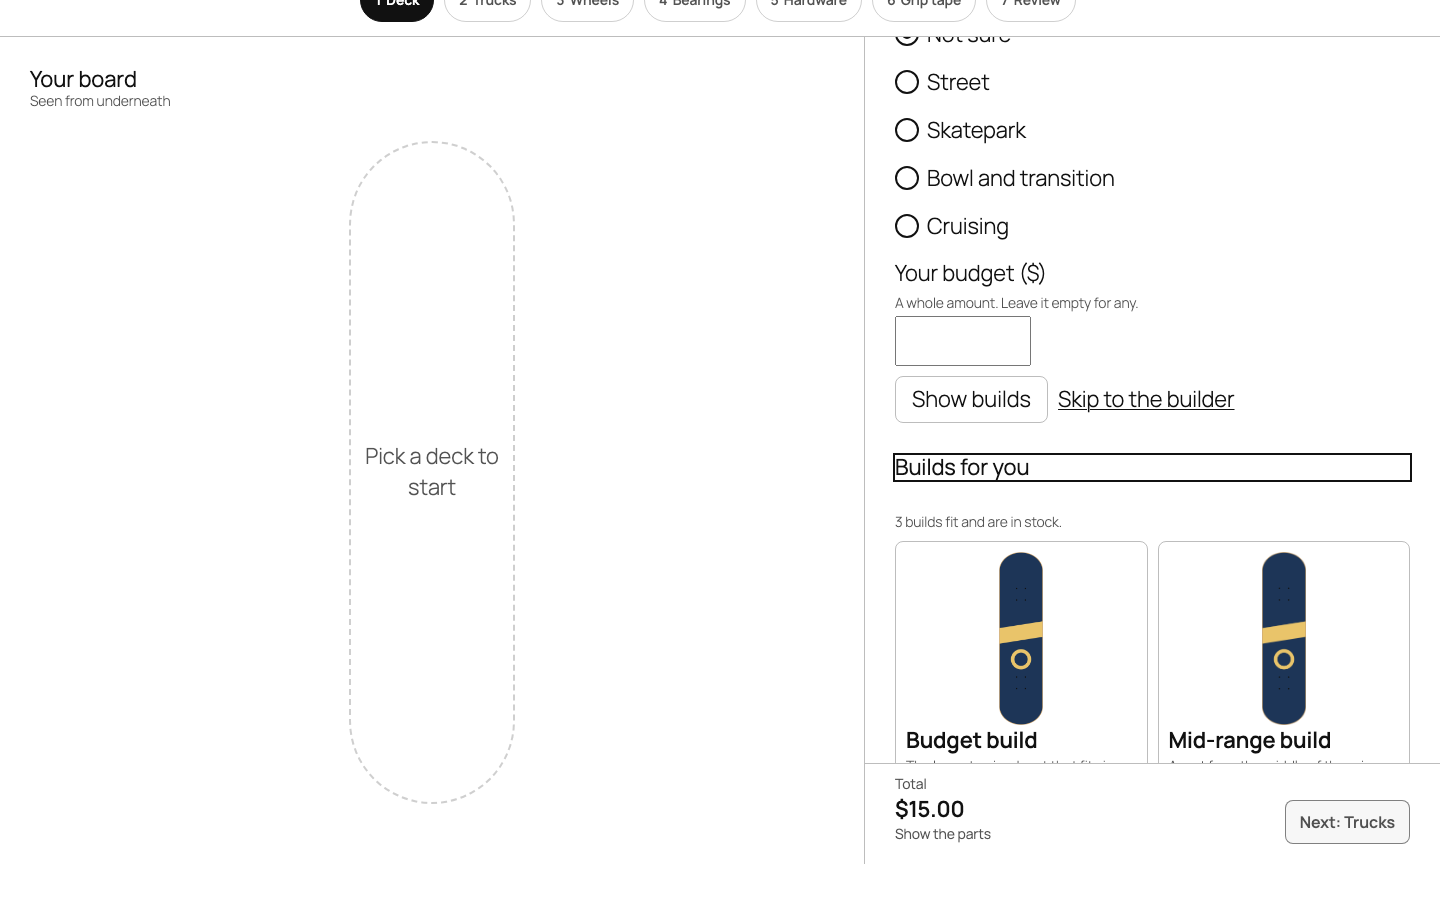 1 Deck
2 Trucks
3 Wheels
4 Bearings
5 Hardware
6 Grip tape
7 Review
Your board
Seen from underneath
Pick a deck to
start
Not sure
Street
Skatepark
Bowl and transition
Cruising
Your budget ($)
A whole amount. Leave it empty for any.
Show builds
Skip to the builder
Builds for you
3 builds fit and are in stock.
Budget build
Mid-range build
Total
$15.00
Show the parts
Next: Trucks